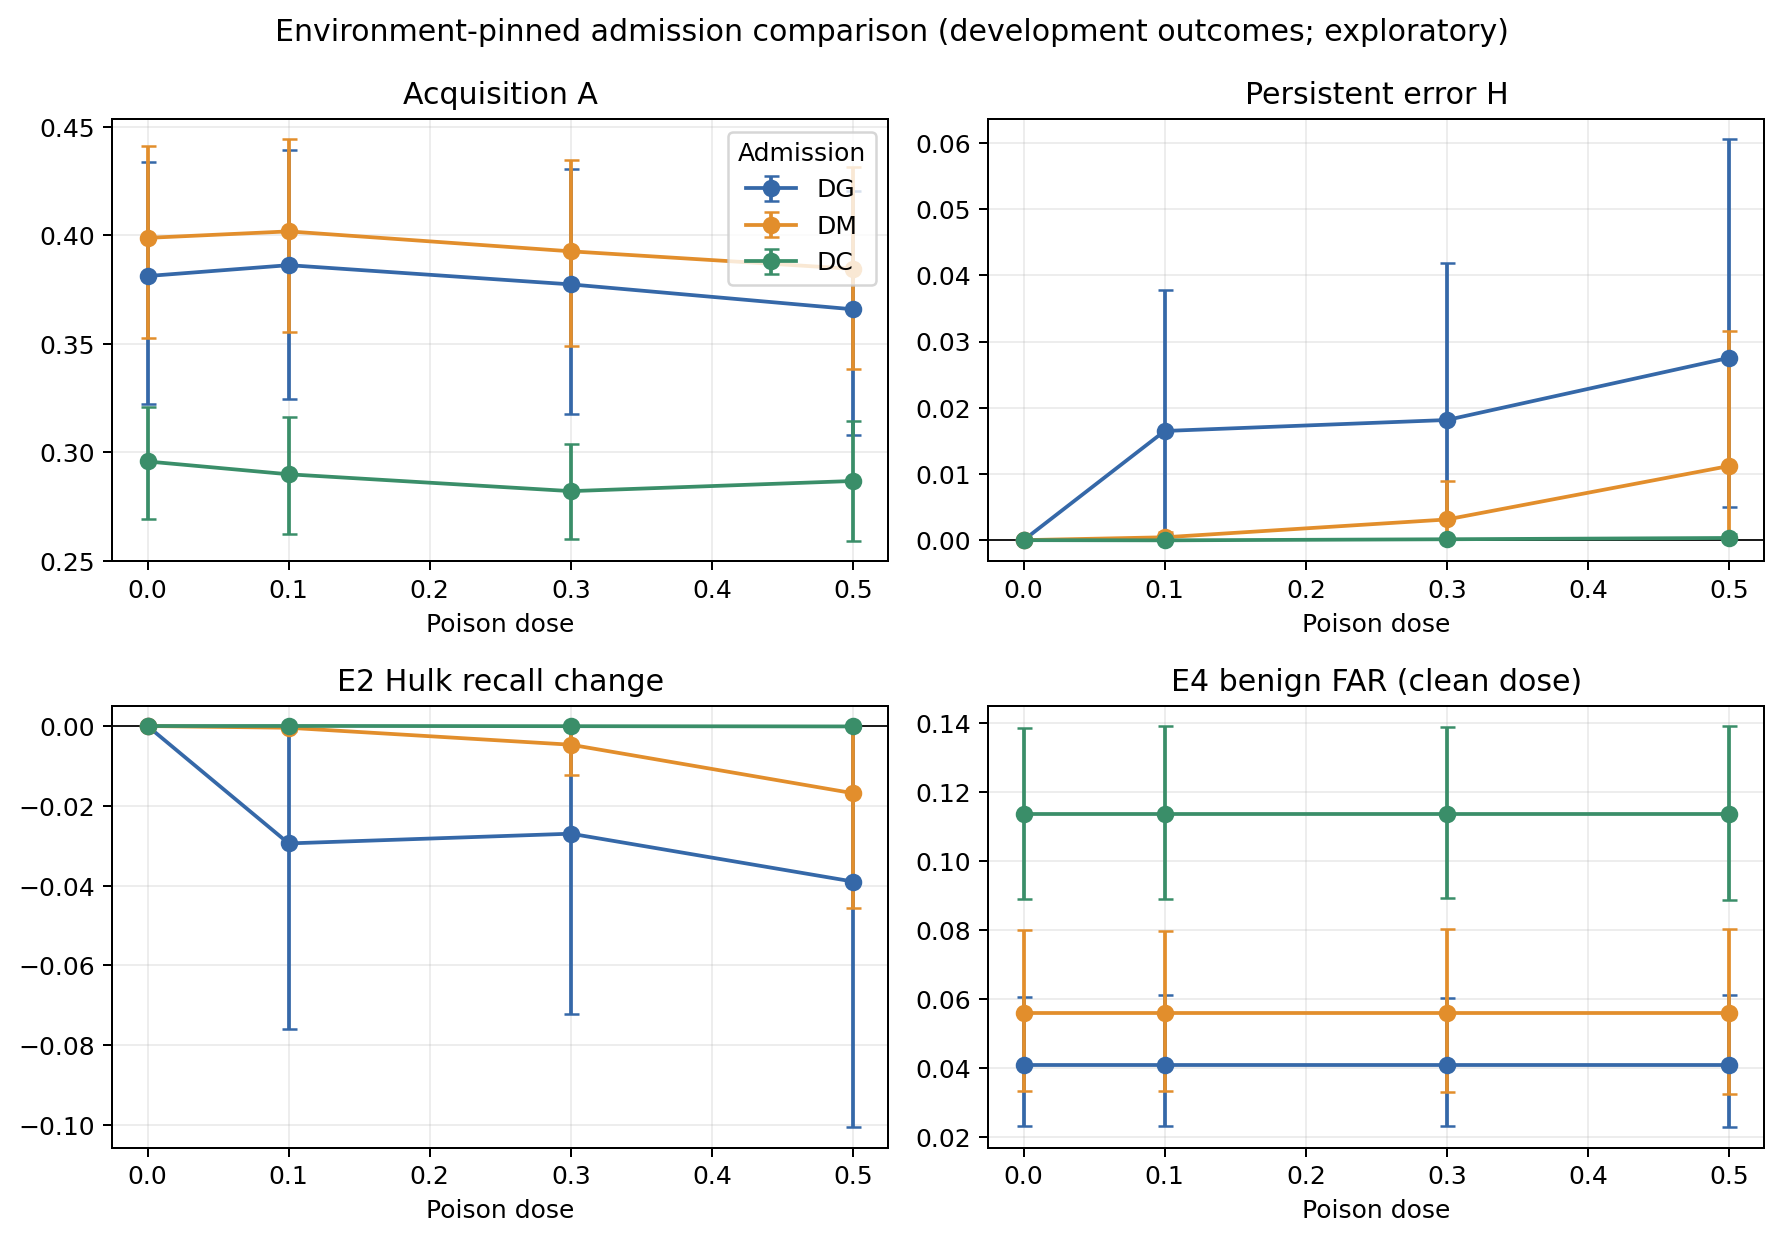 Environment-pinned admission comparison (development outcomes; exploratory)
Acquisition A
0.45
0.40
0.35
0.30
0.25
Admission
DG
DM
DC
0.0 0.1 0.2 0.3 0.4 0.5
Poison dose
Persistent error H
0.06
0.05
0.04
0.03
0.02
0.01
0.00
0.0 0.1 0.2 0.3 0.4 0.5
Poison dose
E2 Hulk recall change
0.00
−0.02
−0.04
−0.06
−0.08
−0.10
0.0 0.1 0.2 0.3 0.4 0.5
Poison dose
E4 benign FAR (clean dose)
0.14
0.12
0.10
0.08
0.06
0.04
0.02
0.0 0.1 0.2 0.3 0.4 0.5
Poison dose